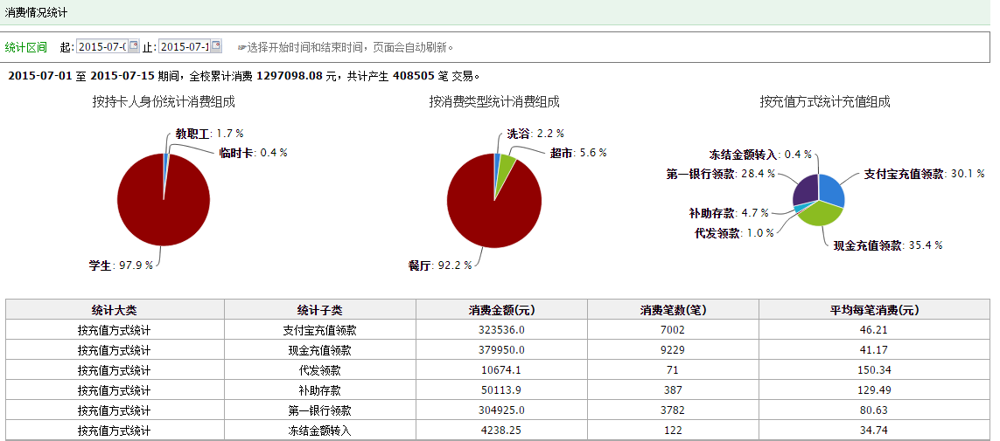 消费情况统计
统计区间 起: 2015-07-0 止: 2015-07-1 ☞选择开始时间和结束时间，页面会自动刷新。
2015-07-01 至 2015-07-15 期间，全校累计消费 1297098.08 元，共计产生 408505 笔 交易。
按持卡人身份统计消费组成 按消费类型统计消费组成 按充值方式统计充值组成
教职工: 1.7 %
临时卡: 0.4 %
学生: 97.9 %
洗浴: 2.2 %
超市: 5.6 %
餐厅: 92.2 %
冻结金额转入: 0.4 %
第一银行领款: 28.4 %
支付宝充值领款: 30.1 %
补助存款: 4.7 %
代发领款: 1.0 %
现金充值领款: 35.4 %
统计大类 统计子类 消费金额(元) 消费笔数(笔) 平均每笔消费(元)
按充值方式统计 支付宝充值领款 323536.0 7002 46.21
按充值方式统计 现金充值领款 379950.0 9229 41.17
按充值方式统计 代发领款 10674.1 71 150.34
按充值方式统计 补助存款 50113.9 387 129.49
按充值方式统计 第一银行领款 304925.0 3782 80.63
按充值方式统计 冻结金额转入 4238.25 122 34.74